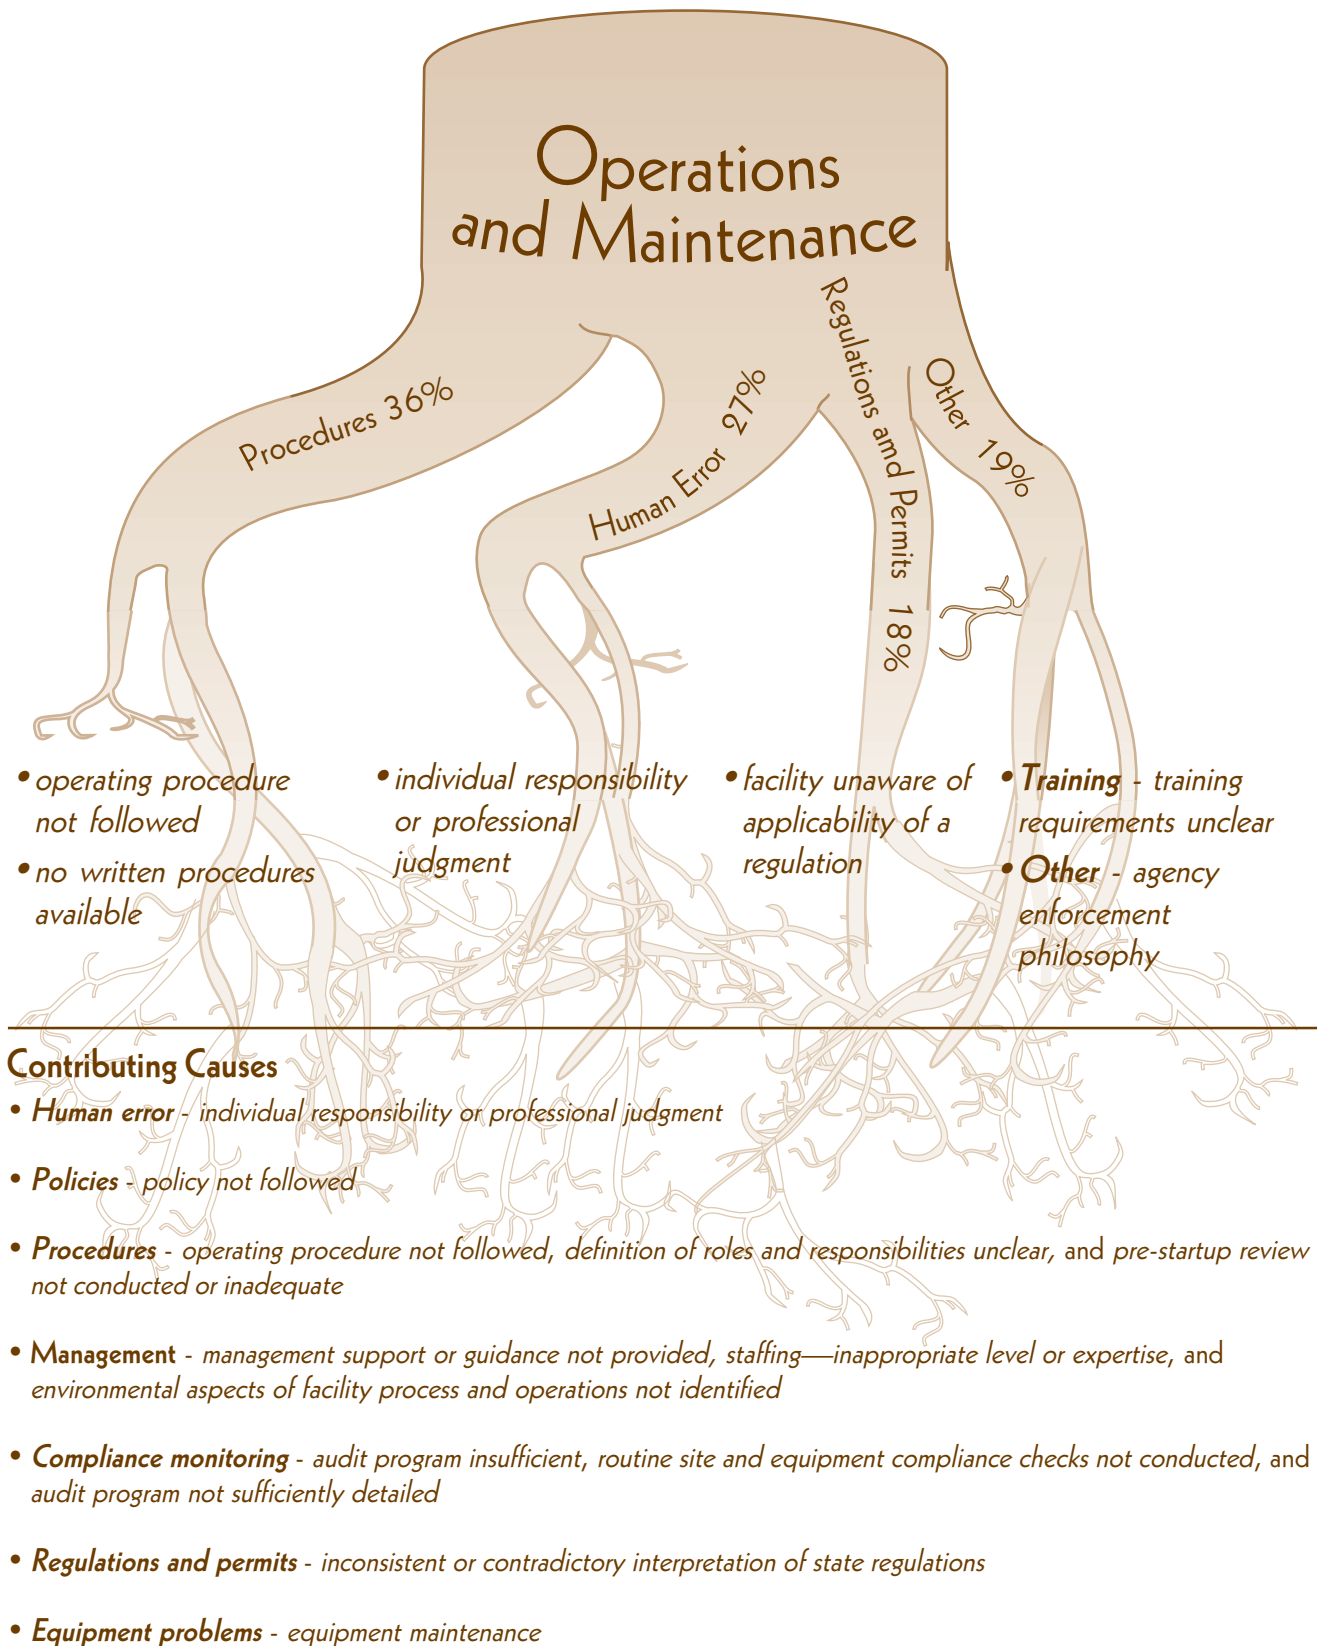 Operations
and Maintenance
Procedures 36%
Human Error 27%
Regulations amd Permits 18%
Other 19%
• operating procedure
not followed
• no written procedures
available
• individual responsibility
or professional
judgment
• facility unaware of
applicability of a
regulation
• Training - training
requirements unclear
• Other - agency
enforcement
philosophy
Contributing Causes
• Human error - individual responsibility or professional judgment
• Policies - policy not followed
• Procedures - operating procedure not followed, definition of roles and responsibilities unclear, and pre-startup review
not conducted or inadequate
• Management - management support or guidance not provided, staffing—inappropriate level or expertise, and
environmental aspects of facility process and operations not identified
• Compliance monitoring - audit program insufficient, routine site and equipment compliance checks not conducted, and
audit program not sufficiently detailed
• Regulations and permits - inconsistent or contradictory interpretation of state regulations
• Equipment problems - equipment maintenance